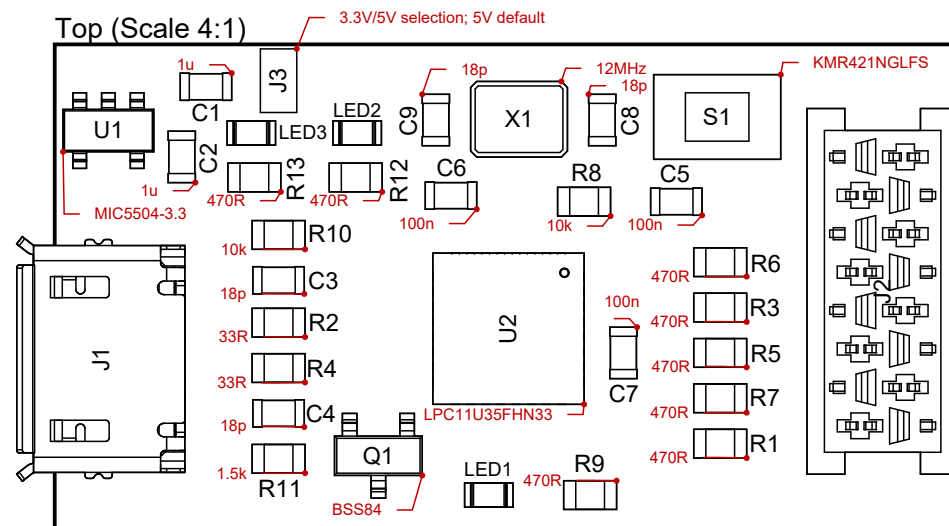 3.3V/5V selection; 5V default
Top (Scale 4:1)
1u
J3
18p
12MHz
18p
KMR421NGLFS
C1
U1
LED3
LED2
C9
X1
C8
S1
C2
1u
R13
470R
R12
470R
C6
100n
R8
10k
C5
100n
MIC5504-3.3
R10
10k
C3
18p
R2
33R
R4
33R
C4
18p
R11
1.5k
J1
U2
LPC11U35FHN33
100n
C7
R6
470R
R3
470R
R5
470R
R7
470R
R1
470R
J2
Q1
BSS84
LED1
R9
470R